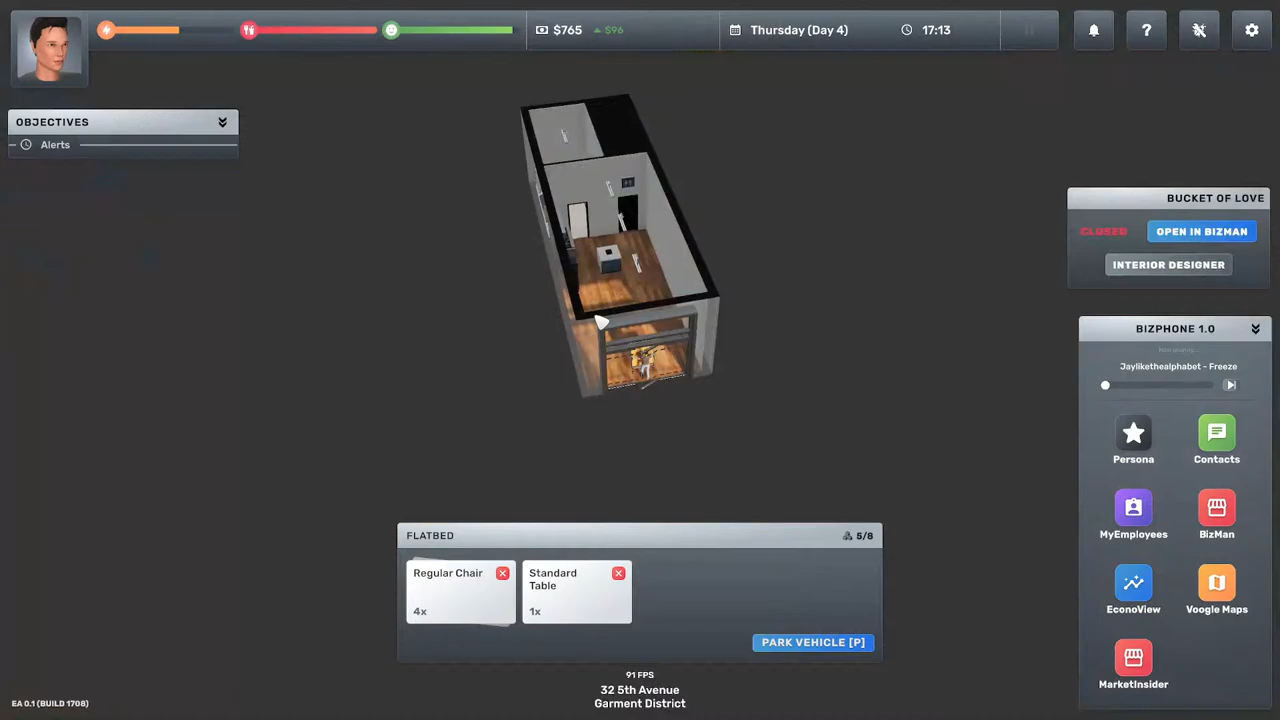 $765
$96
Thursday (Day 4)
17:13
?
OBJECTIVES
Alerts
BUCKET OF LOVE
CLOSED
OPEN IN BIZMAN
INTERIOR DESIGNER
BIZPHONE 1.0
Now playing...
Jaylikethealphabet - Freeze
Persona
Contacts
MyEmployees
BizMan
EconoView
Voogle Maps
MarketInsider
FLATBED
5/8
Regular Chair
4x
Standard
Table
1x
PARK VEHICLE [P]
91 FPS
32 5th Avenue
Garment District
EA 0.1 (BUILD 1708)